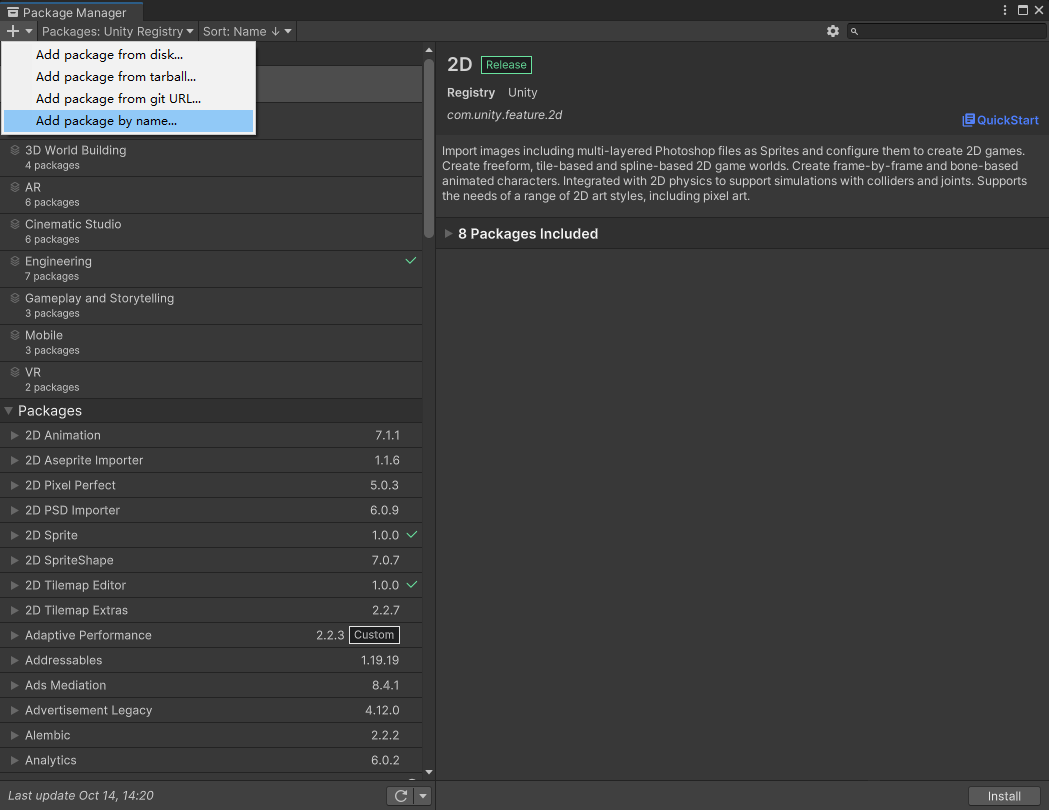 Package Manager
Packages: Unity Registry
Sort: Name ↓
Add package from disk...
Add package from tarball...
Add package from git URL...
Add package by name...
3D World Building
4 packages
AR
6 packages
Cinematic Studio
6 packages
Engineering
7 packages
Gameplay and Storytelling
3 packages
Mobile
3 packages
VR
2 packages
Packages
2D Animation 7.1.1
2D Aseprite Importer 1.1.6
2D Pixel Perfect 5.0.3
2D PSD Importer 6.0.9
2D Sprite 1.0.0
2D SpriteShape 7.0.7
2D Tilemap Editor 1.0.0
2D Tilemap Extras 2.2.7
Adaptive Performance 2.2.3 Custom
Addressables 1.19.19
Ads Mediation 8.4.1
Advertisement Legacy 4.12.0
Alembic 2.2.2
Analytics 6.0.2
Last update Oct 14, 14:20
2D Release
Registry Unity
com.unity.feature.2d
QuickStart
Import images including multi-layered Photoshop files as Sprites and configure them to create 2D games.
Create freeform, tile-based and spline-based 2D game worlds. Create frame-by-frame and bone-based
animated characters. Integrated with 2D physics to support simulations with colliders and joints. Supports
the needs of a range of 2D art styles, including pixel art.
8 Packages Included
Install